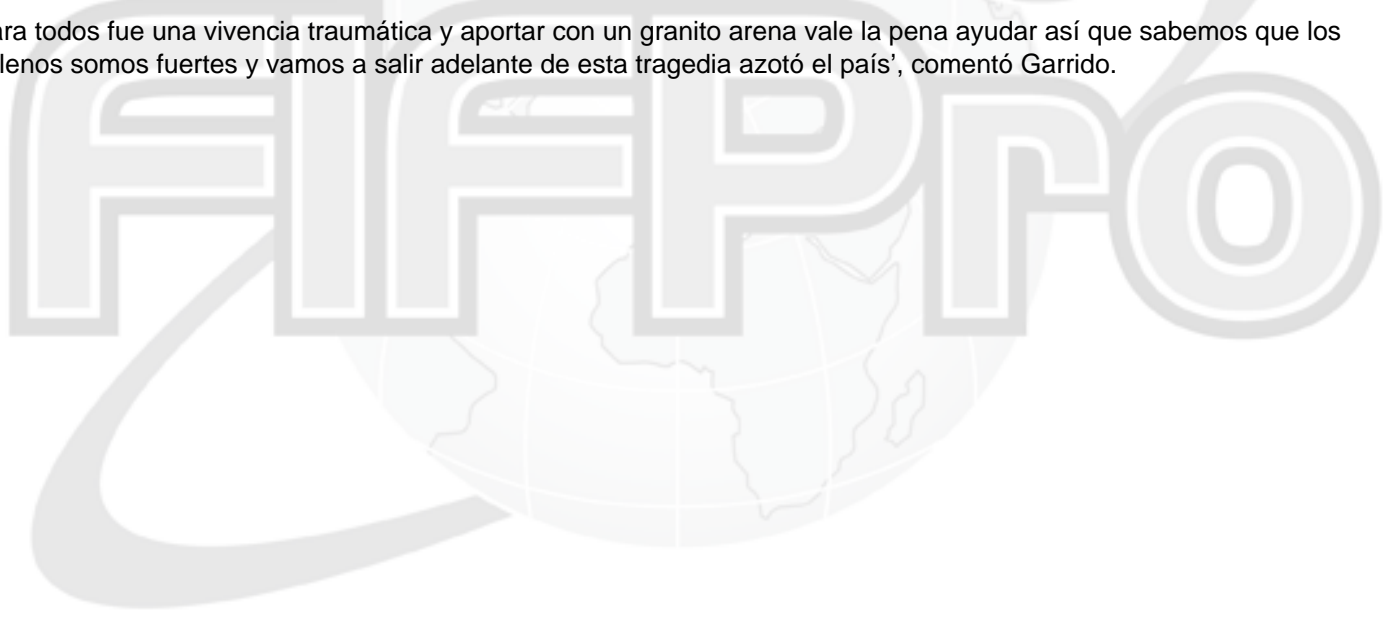 ara todos fue una vivencia traumática y aportar con un granito arena vale la pena ayudar así que sabemos que los
lenos somos fuertes y vamos a salir adelante de esta tragedia azotó el país’, comentó Garrido.
FIFPro